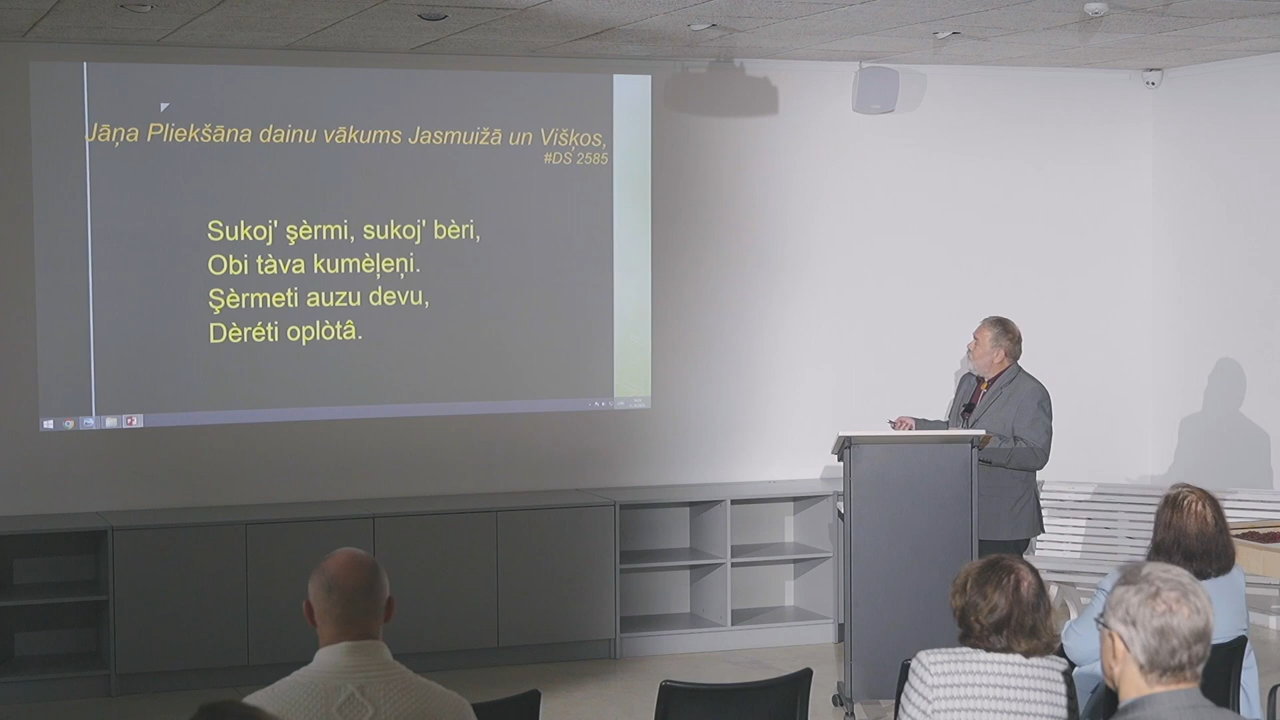 Jāņa Pliekšāna dainu vākums Jasmuižā un Višķos,
#DS 2585
Sukoj' şèrmi, sukoj' bèri,
Obi tàva kumèļeņi.
Şèrmeti auzu devu,
Dèréti oplòtâ.